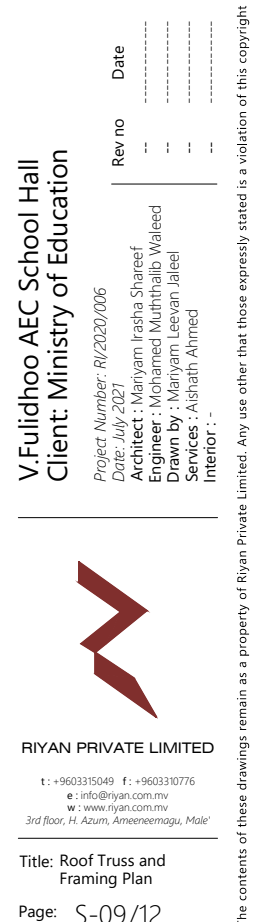 V.Fulidhoo AEC School Hall
Client: Ministry of Education
Project Number: RI/2020/006
Date: July 2021
Architect : Mariyam Irasha Shareef
Engineer : Mohamed Muththalib Waleed
Drawn by : Mariyam Leevan Jaleel
Services : Aishath Ahmed
Interior : -
Rev no Date
-- --------------------
-- --------------------
-- --------------------
-- --------------------
RIYAN PRIVATE LIMITED
t : +9603315049 f : +9603310776
e : info@riyan.com.mv
w : www.riyan.com.mv
3rd floor, H. Azum, Ameeneemagu, Male'
Title: Roof Truss and
Framing Plan
Page: S-09/12
The contents of these drawings remain as a property of Riyan Private Limited. Any use other that those expressly stated is a violation of this copyright